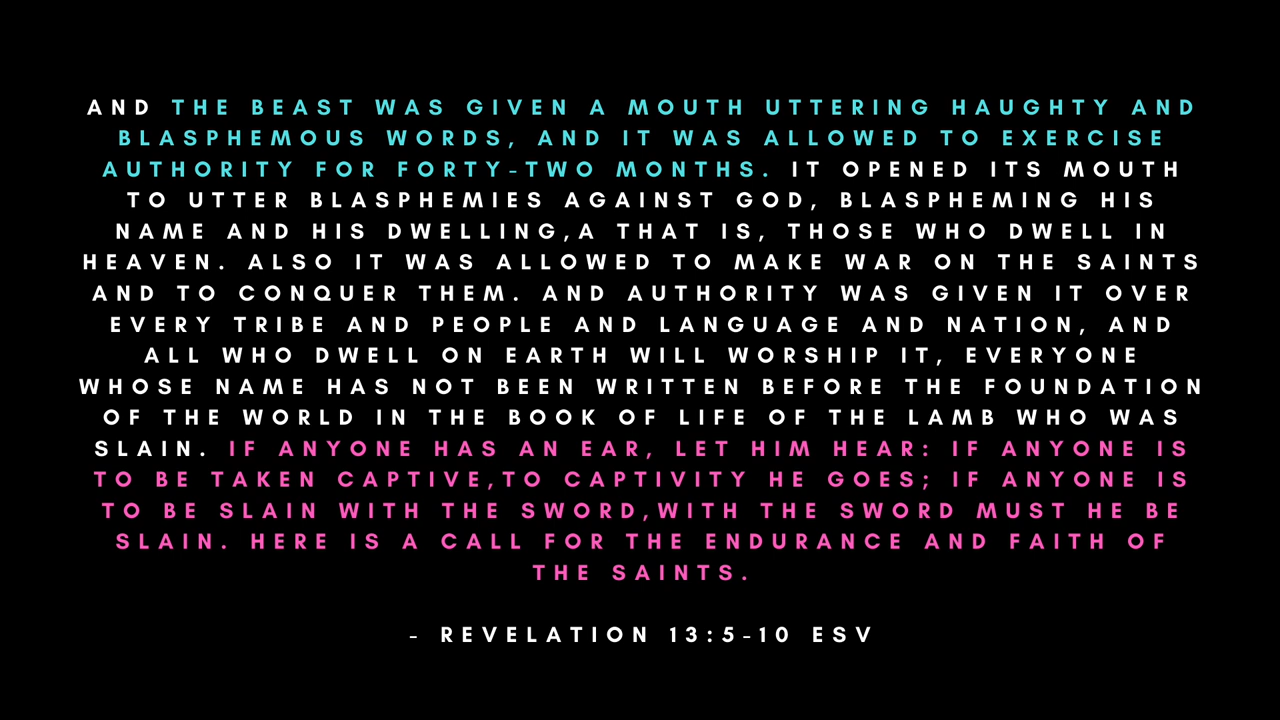 AND THE BEAST WAS GIVEN A MOUTH UTTERING HAUGHTY AND
BLASPHEMOUS WORDS, AND IT WAS ALLOWED TO EXERCISE
AUTHORITY FOR FORTY-TWO MONTHS. IT OPENED ITS MOUTH
TO UTTER BLASPHEMIES AGAINST GOD, BLASPHEMING HIS
NAME AND HIS DWELLING,A THAT IS, THOSE WHO DWELL IN
HEAVEN. ALSO IT WAS ALLOWED TO MAKE WAR ON THE SAINTS
AND TO CONQUER THEM. AND AUTHORITY WAS GIVEN IT OVER
EVERY TRIBE AND PEOPLE AND LANGUAGE AND NATION, AND
ALL WHO DWELL ON EARTH WILL WORSHIP IT, EVERYONE
WHOSE NAME HAS NOT BEEN WRITTEN BEFORE THE FOUNDATION
OF THE WORLD IN THE BOOK OF LIFE OF THE LAMB WHO WAS
SLAIN. IF ANYONE HAS AN EAR, LET HIM HEAR: IF ANYONE IS
TO BE TAKEN CAPTIVE,TO CAPTIVITY HE GOES; IF ANYONE IS
TO BE SLAIN WITH THE SWORD,WITH THE SWORD MUST HE BE
SLAIN. HERE IS A CALL FOR THE ENDURANCE AND FAITH OF
THE SAINTS.
- REVELATION 13:5-10 ESV